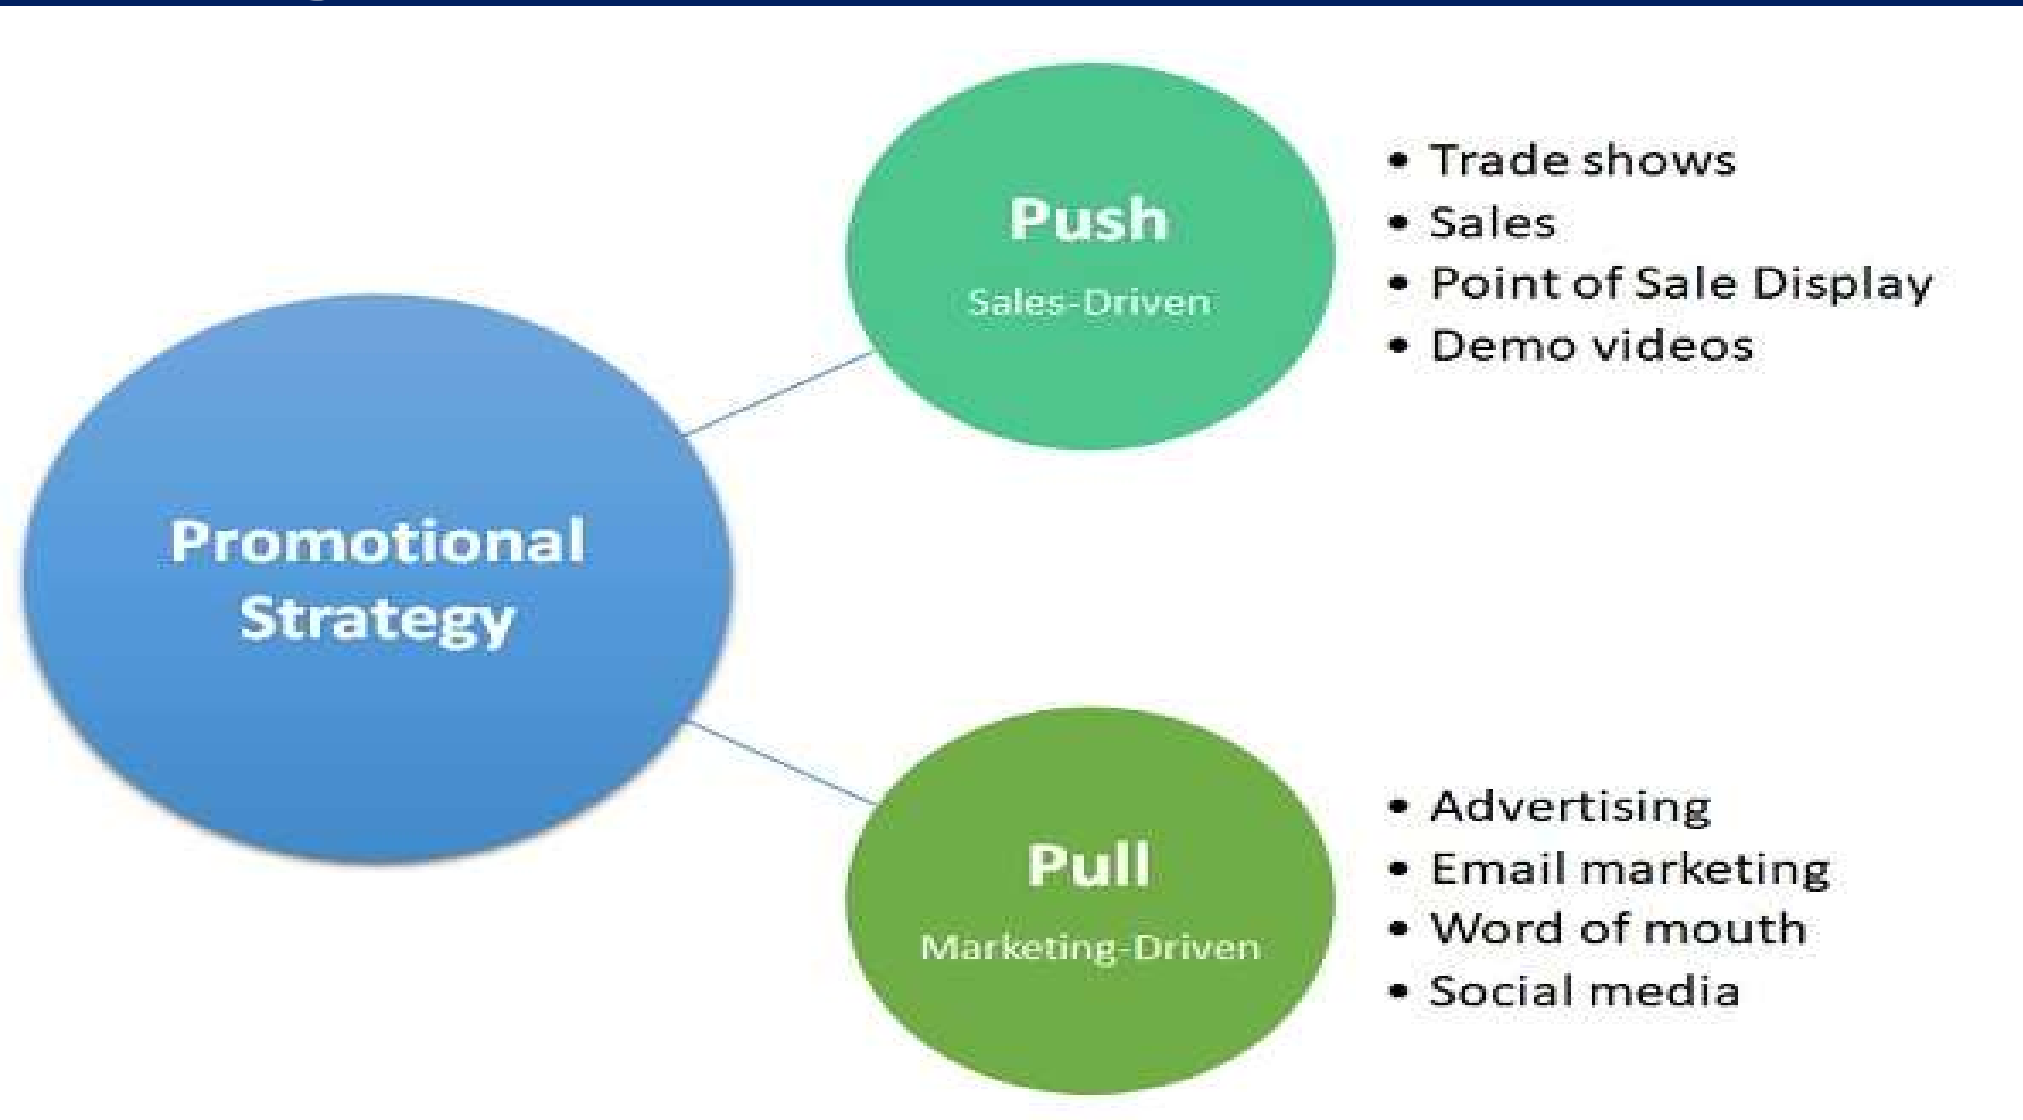 Promotional
Strategy
Push
Sales-Driven
• Trade shows
• Sales
• Point of Sale Display
• Demo videos
Pull
Marketing-Driven
• Advertising
• Email marketing
• Word of mouth
• Social media